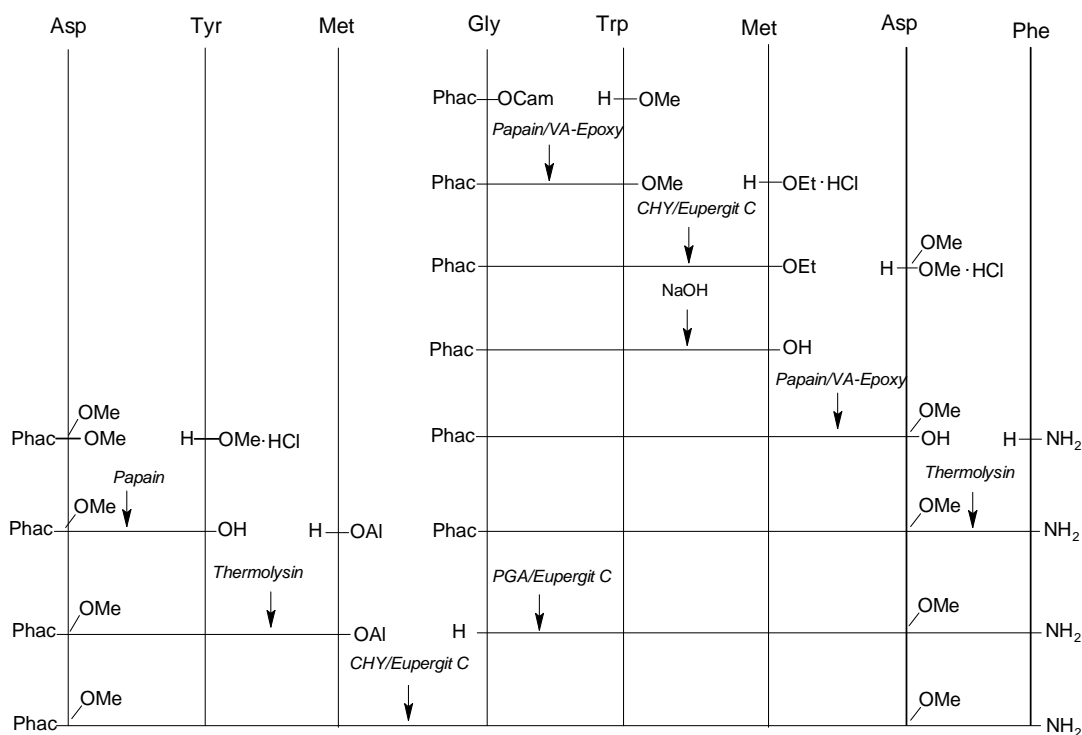 Asp Tyr Met Gly Trp Met Asp Phe
Phac OCam H OMe
Papain/VA-Epoxy
Phac OMe H OEt·HCl
CHY/Eupergit C
OMe
Phac OEt H OMe·HCl
NaOH
Phac OH
Papain/VA-Epoxy
OMe OMe
Phac OMe H OMe·HCl Phac OH H NH2
Papain Thermolysin
OMe OMe
Phac OH H OAl Phac NH2
Thermolysin PGA/Eupergit C
OMe OMe
Phac OAl H NH2
CHY/Eupergit C
OMe OMe
Phac NH2